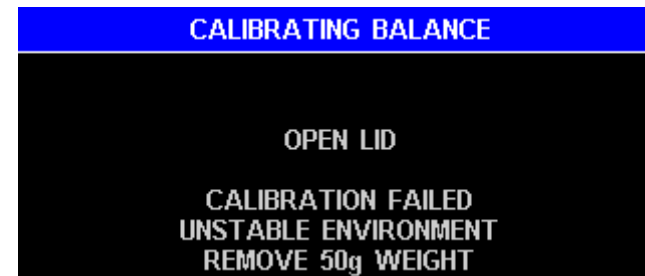 CALIBRATING BALANCE
OPEN LID
CALIBRATION FAILED
UNSTABLE ENVIRONMENT
REMOVE 50g WEIGHT